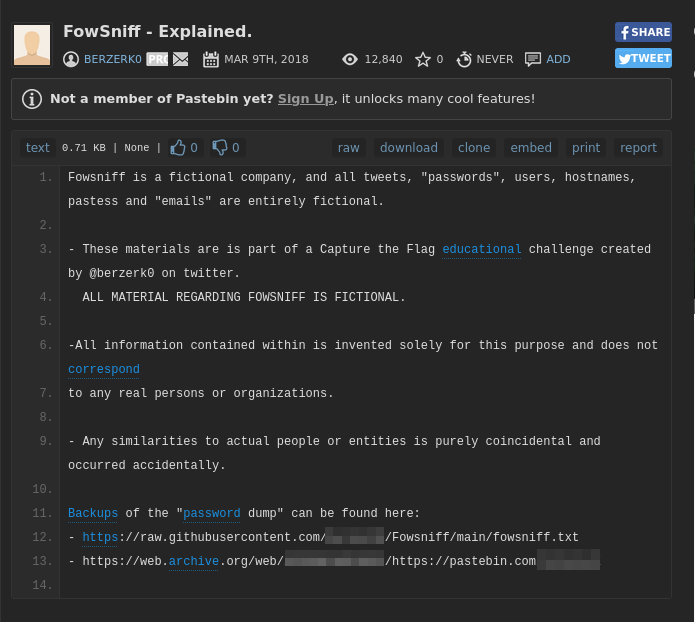 FowSniff - Explained.
SHARE
BERZERK0 PRO MAR 9TH, 2018 12,840 0 NEVER ADD
TWEET
Not a member of Pastebin yet? Sign Up, it unlocks many cool features!
text 0.71 KB | None | 0 0 raw download clone embed print report
1. Fowsniff is a fictional company, and all tweets, "passwords", users, hostnames,
pastess and "emails" are entirely fictional.
2.
3. - These materials are is part of a Capture the Flag educational challenge created
by @berzerk0 on twitter.
4. ALL MATERIAL REGARDING FOWSNIFF IS FICTIONAL.
5.
6. -All information contained within is invented solely for this purpose and does not
correspond
7. to any real persons or organizations.
8.
9. - Any similarities to actual people or entities is purely coincidental and
occurred accidentally.
10.
11. Backups of the "password dump" can be found here:
12. - https://raw.githubusercontent.com/ /Fowsniff/main/fowsniff.txt
13. - https://web.archive.org/web/ /https://pastebin.com
14.